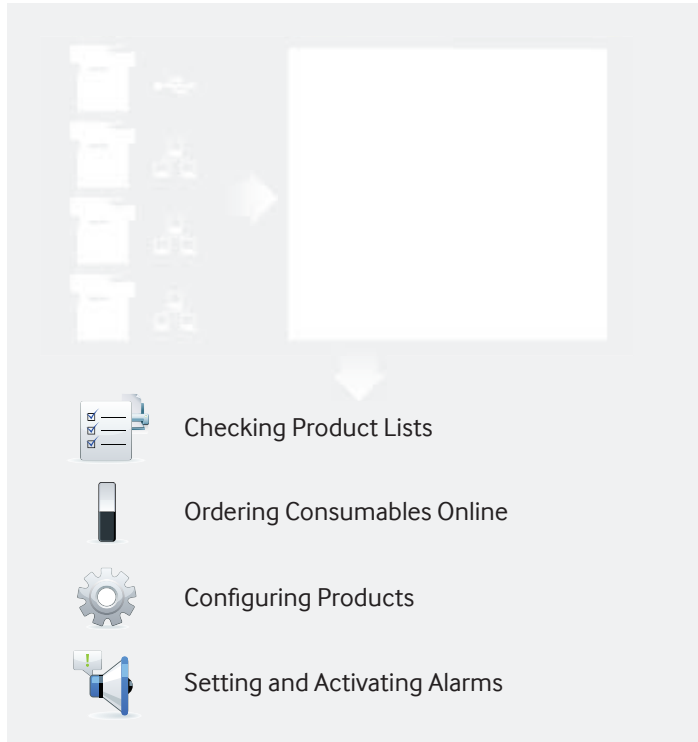 Checking Product Lists
Ordering Consumables Online
Configuring Products
Setting and Activating Alarms